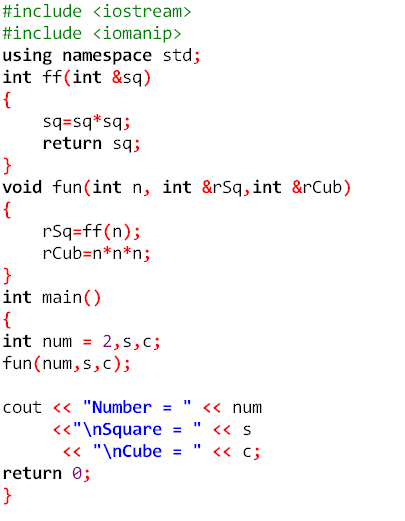 #include <iostream>
#include <iomanip>
using namespace std;
int ff(int &sq)
{
    sq=sq*sq;
    return sq;
}
void fun(int n, int &rSq,int &rCub)
{
    rSq=ff(n);
    rCub=n*n*n;
}
int main()
{
int num = 2,s,c;
fun(num,s,c);

cout << "Number = " << num
     <<"\nSquare = " << s
      << "\nCube = " << c;
return 0;
}